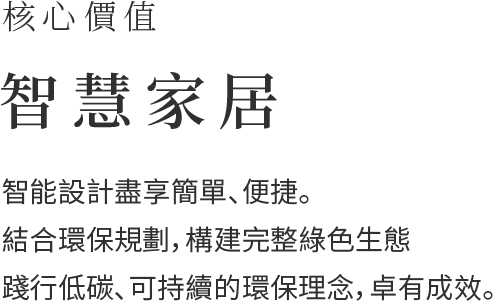 核心價值
智慧家居
智能設計盡享簡單、便捷。
結合環保規劃，構建完整綠色生態
踐行低碳、可持續的環保理念，卓有成效。